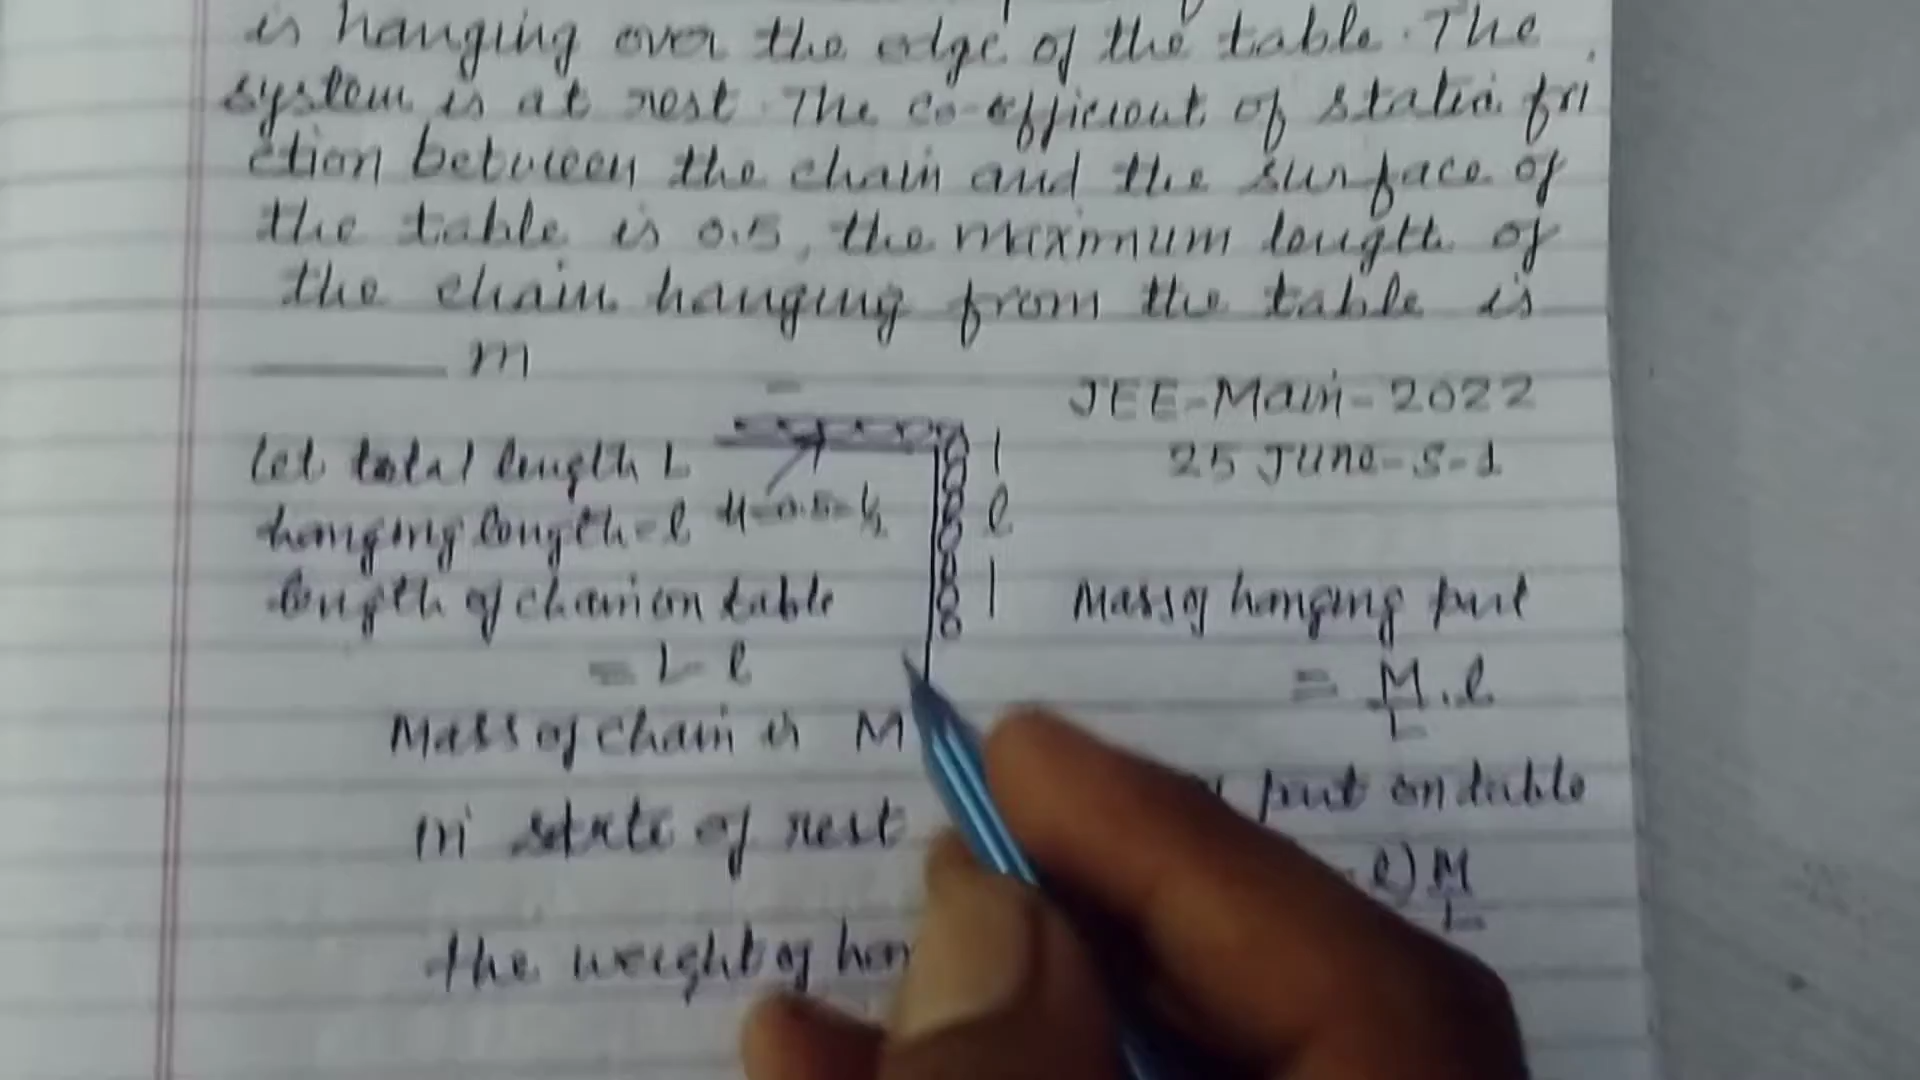 is hanging over the edge of the table. The
system is at rest. The co-efficient of static fri
ction between the chain and the surface of
the table is 0.5, the maximum length of
the chain hanging from the table is
______ m
JEE-Main-2022
25 June-S-1
Let total length L
hanging length = l
μ=0.5=½
l
length of chain on table
= L-l
Mass of chain is M
in state of rest
the weight of han
Mass of hanging part
= M/L . l
part on table
l) M/L